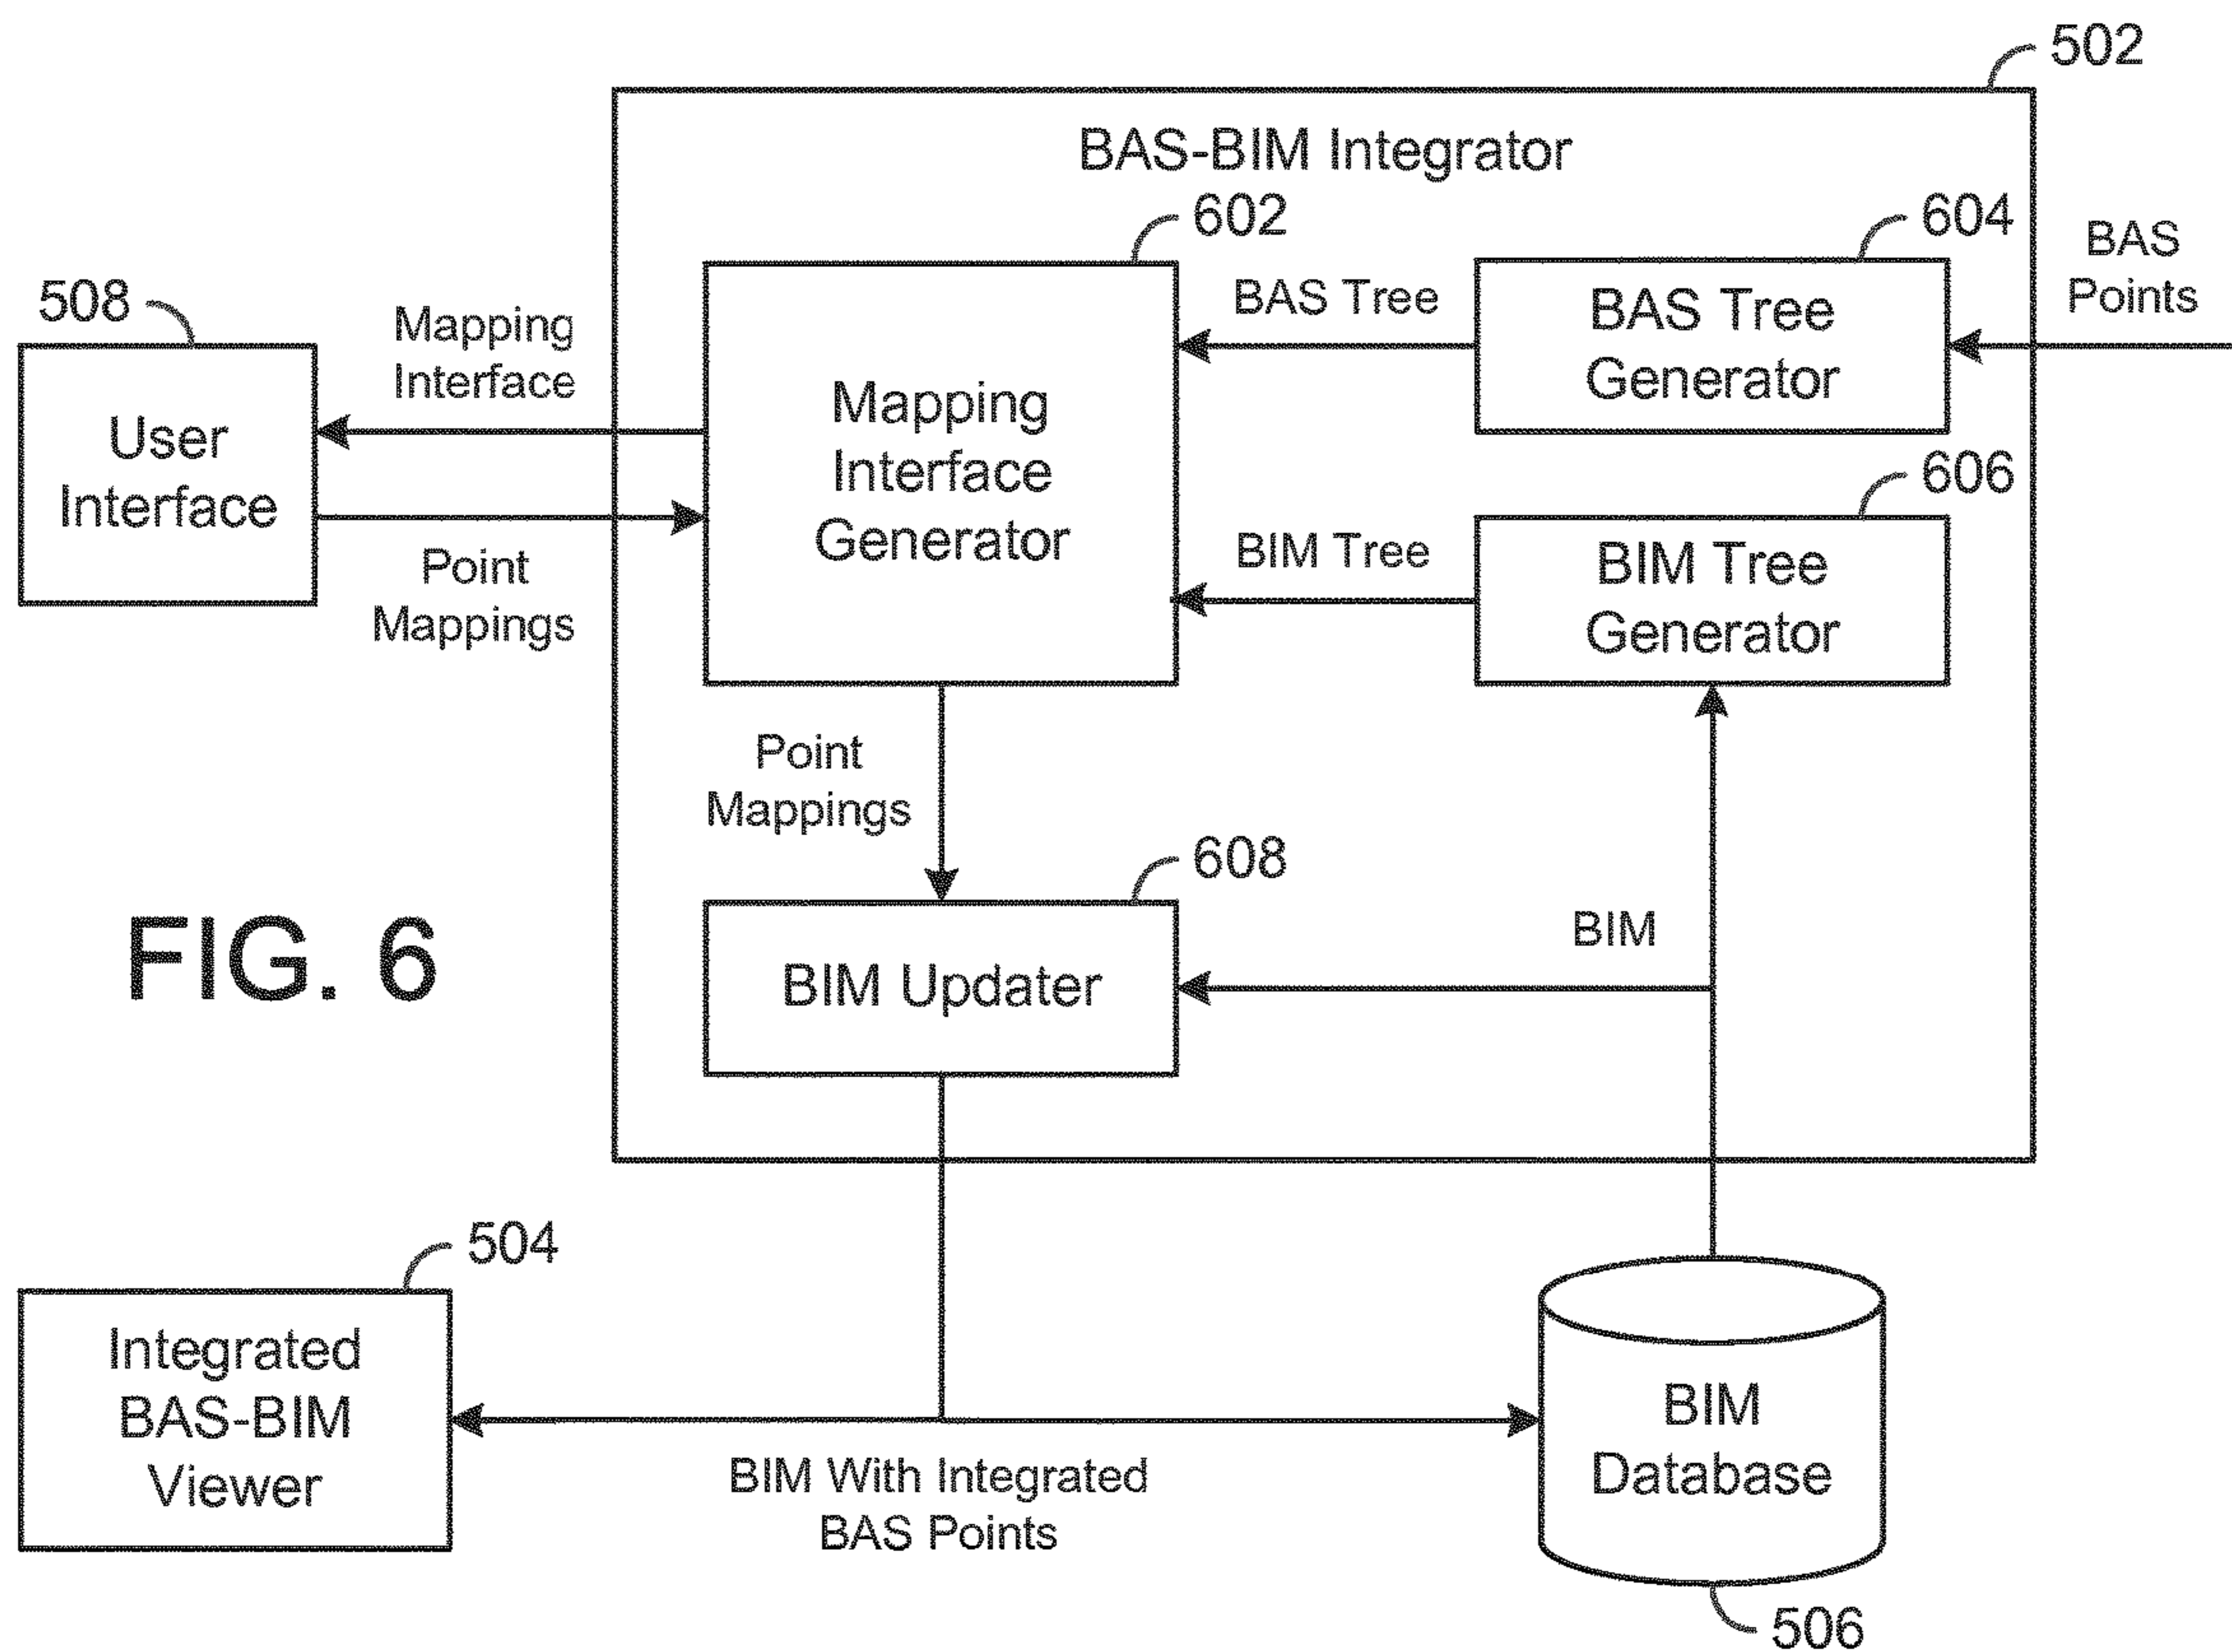 502
BAS-BIM Integrator
602
604
BAS
Points
508
Mapping
Interface
BAS Tree
BAS Tree
Generator
User
Interface
Mapping
Interface
Generator
606
Point
Mappings
BIM Tree
BIM Tree
Generator
Point
Mappings
608
FIG. 6
BIM Updater
BIM
504
Integrated
BAS-BIM
Viewer
BIM With Integrated
BAS Points
BIM
Database
506